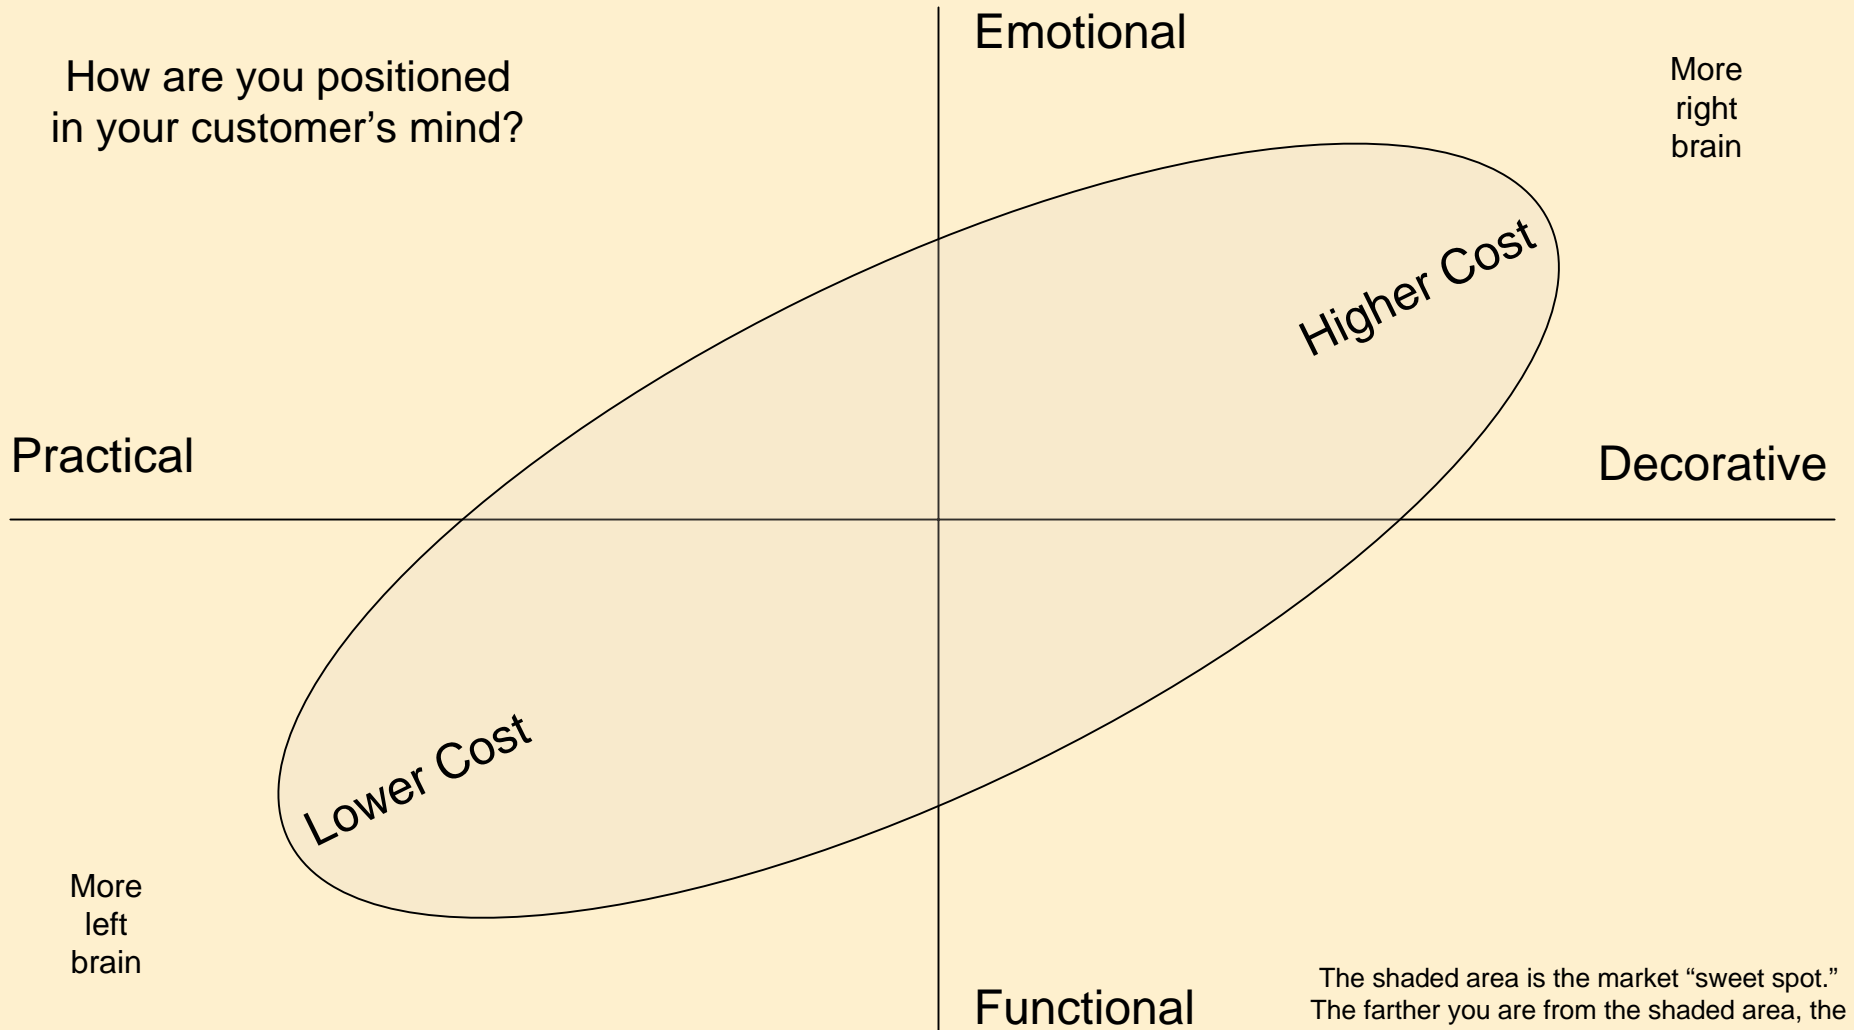 How are you positioned
in your customer’s mind?
Emotional
More
right
brain
Higher Cost
Practical
Decorative
Lower Cost
More
left
brain
Functional
The shaded area is the market “sweet spot.”
The farther you are from the shaded area, the